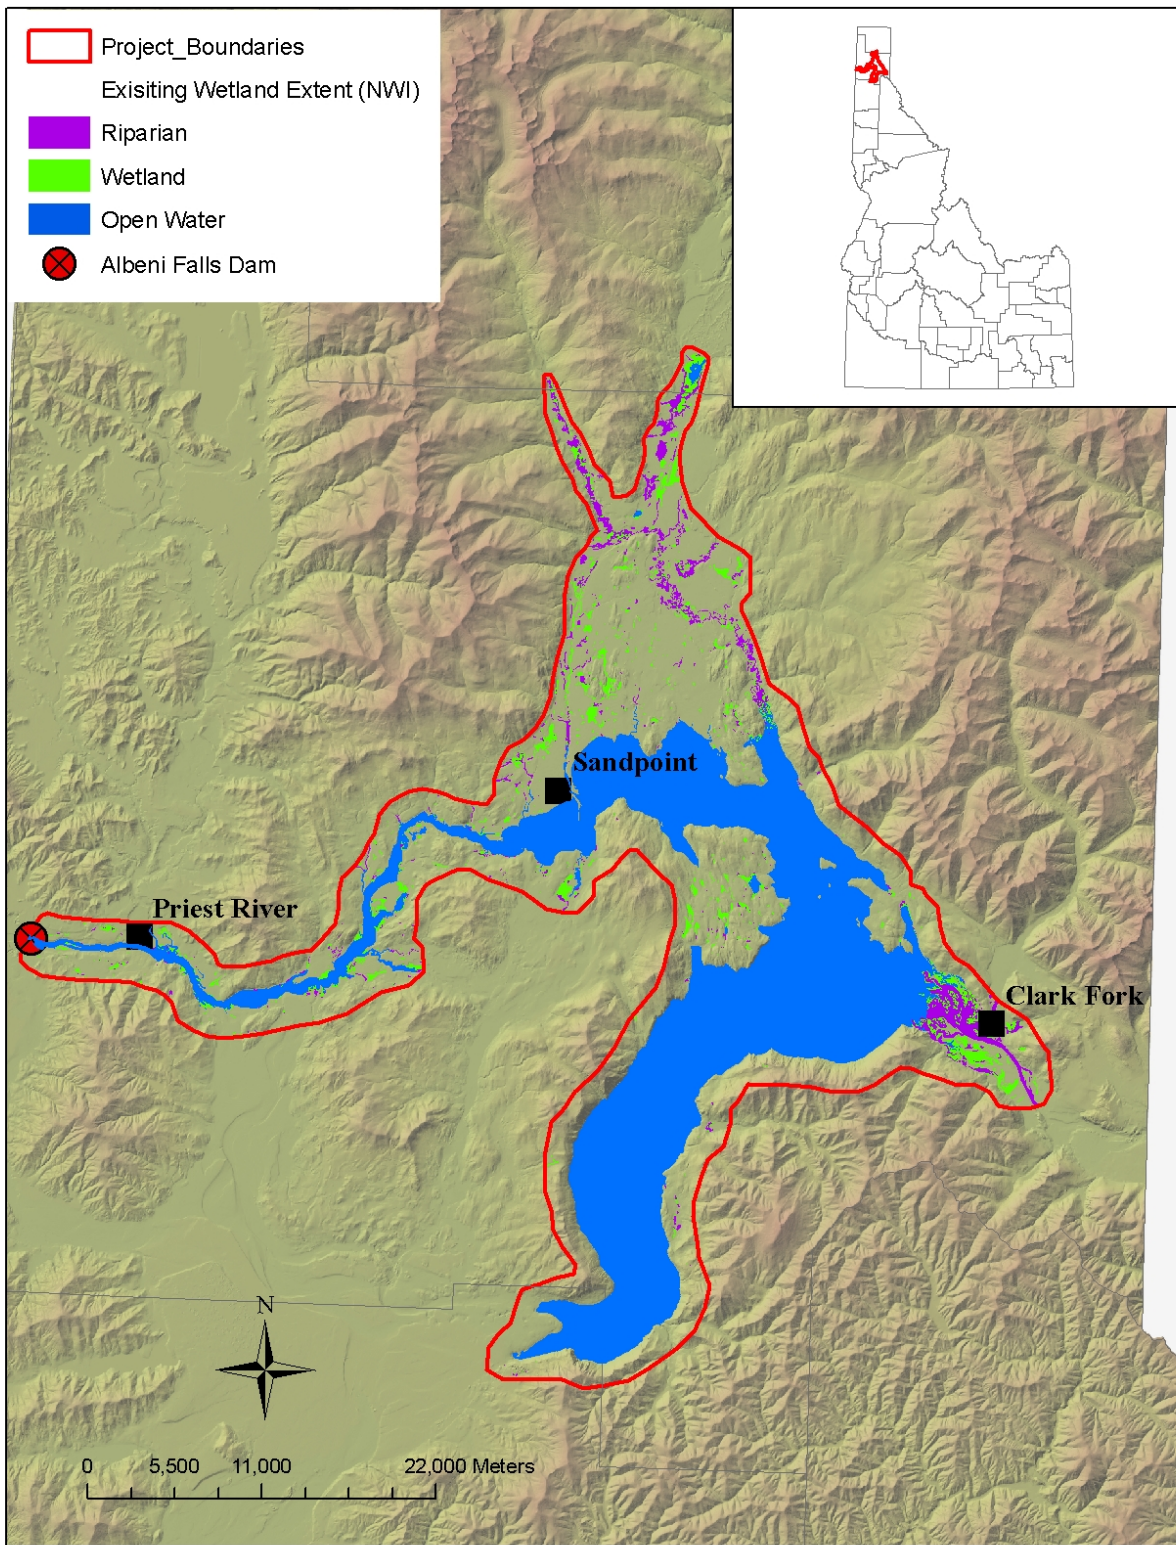 Project_Boundaries
Exisiting Wetland Extent (NWI)
Riparian
Wetland
Open Water
Albeni Falls Dam
Sandpoint
Priest River
Clark Fork
N
0 5,500 11,000 22,000 Meters